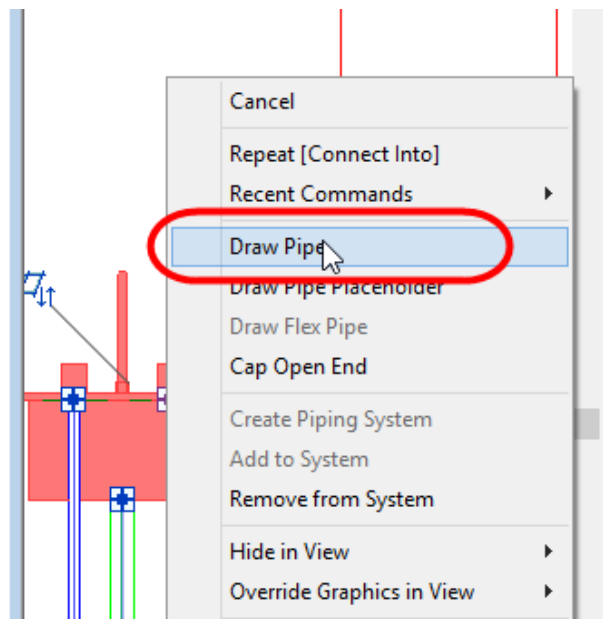 Cancel
Repeat [Connect Into]
Recent Commands
Draw Pipe
Draw Pipe Placeholder
Draw Flex Pipe
Cap Open End
Create Piping System
Add to System
Remove from System
Hide in View
Override Graphics in View